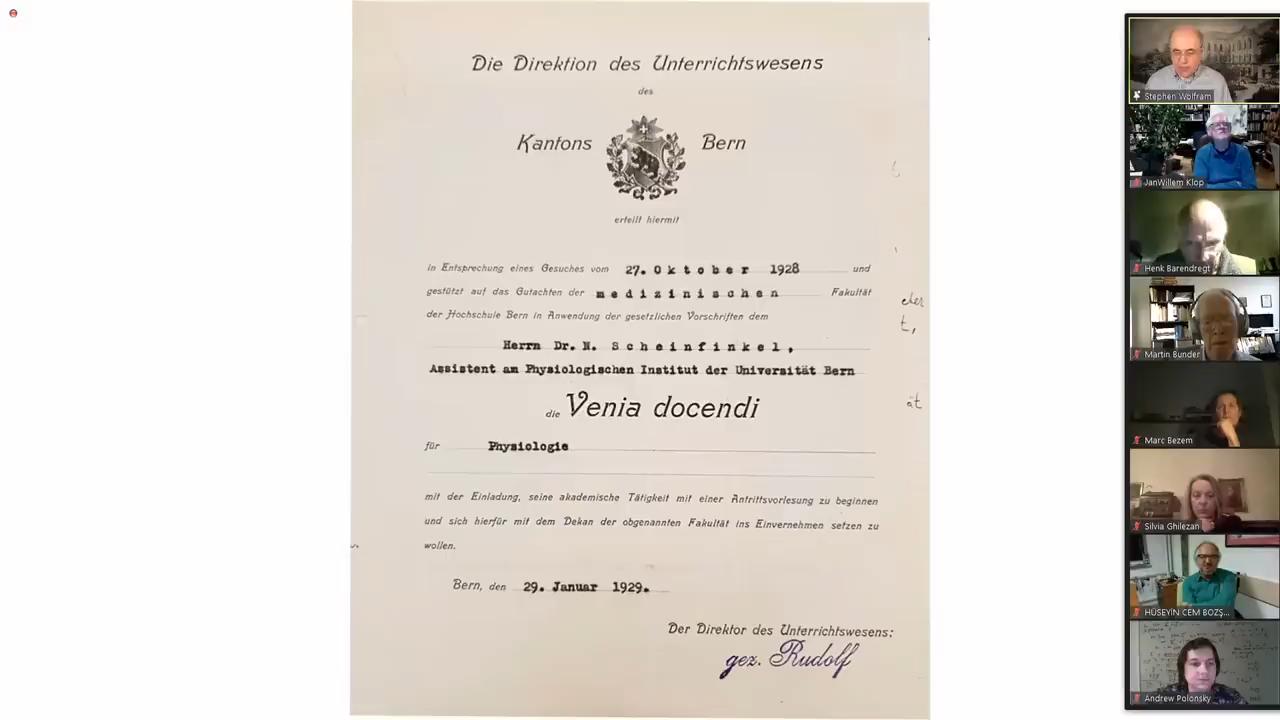 Die Direktion des Unterrichtswesens
des
Kantons Bern
erteilt hiermit
in Entsprechung eines Gesuches vom 27. Oktober 1928 und
gestützt auf das Gutachten der medizinischen Fakultät
der Hochschule Bern in Anwendung der gesetzlichen Vorschriften dem
Herrn Dr. N. Scheinfinkel,
Assistent am Physiologischen Institut der Universität Bern
die Venia docendi
für Physiologie
mit der Einladung, seine akademische Tätigkeit mit einer Antrittsvorlesung zu beginnen
und sich hierfür mit dem Dekan der obgenannten Fakultät ins Einvernehmen setzen zu
wollen.
Bern, den 29. Januar 1929.
Der Direktor des Unterrichtswesens:
gez. Rudolf
t,
ät
Stephen Wolfram
JanWillem Klop
Henk Barendregt
Martin Bunder
Marc Bezem
Silvia Ghilezan
HÜSEYİN CEM BOZŞ...
Andrew Polonsky